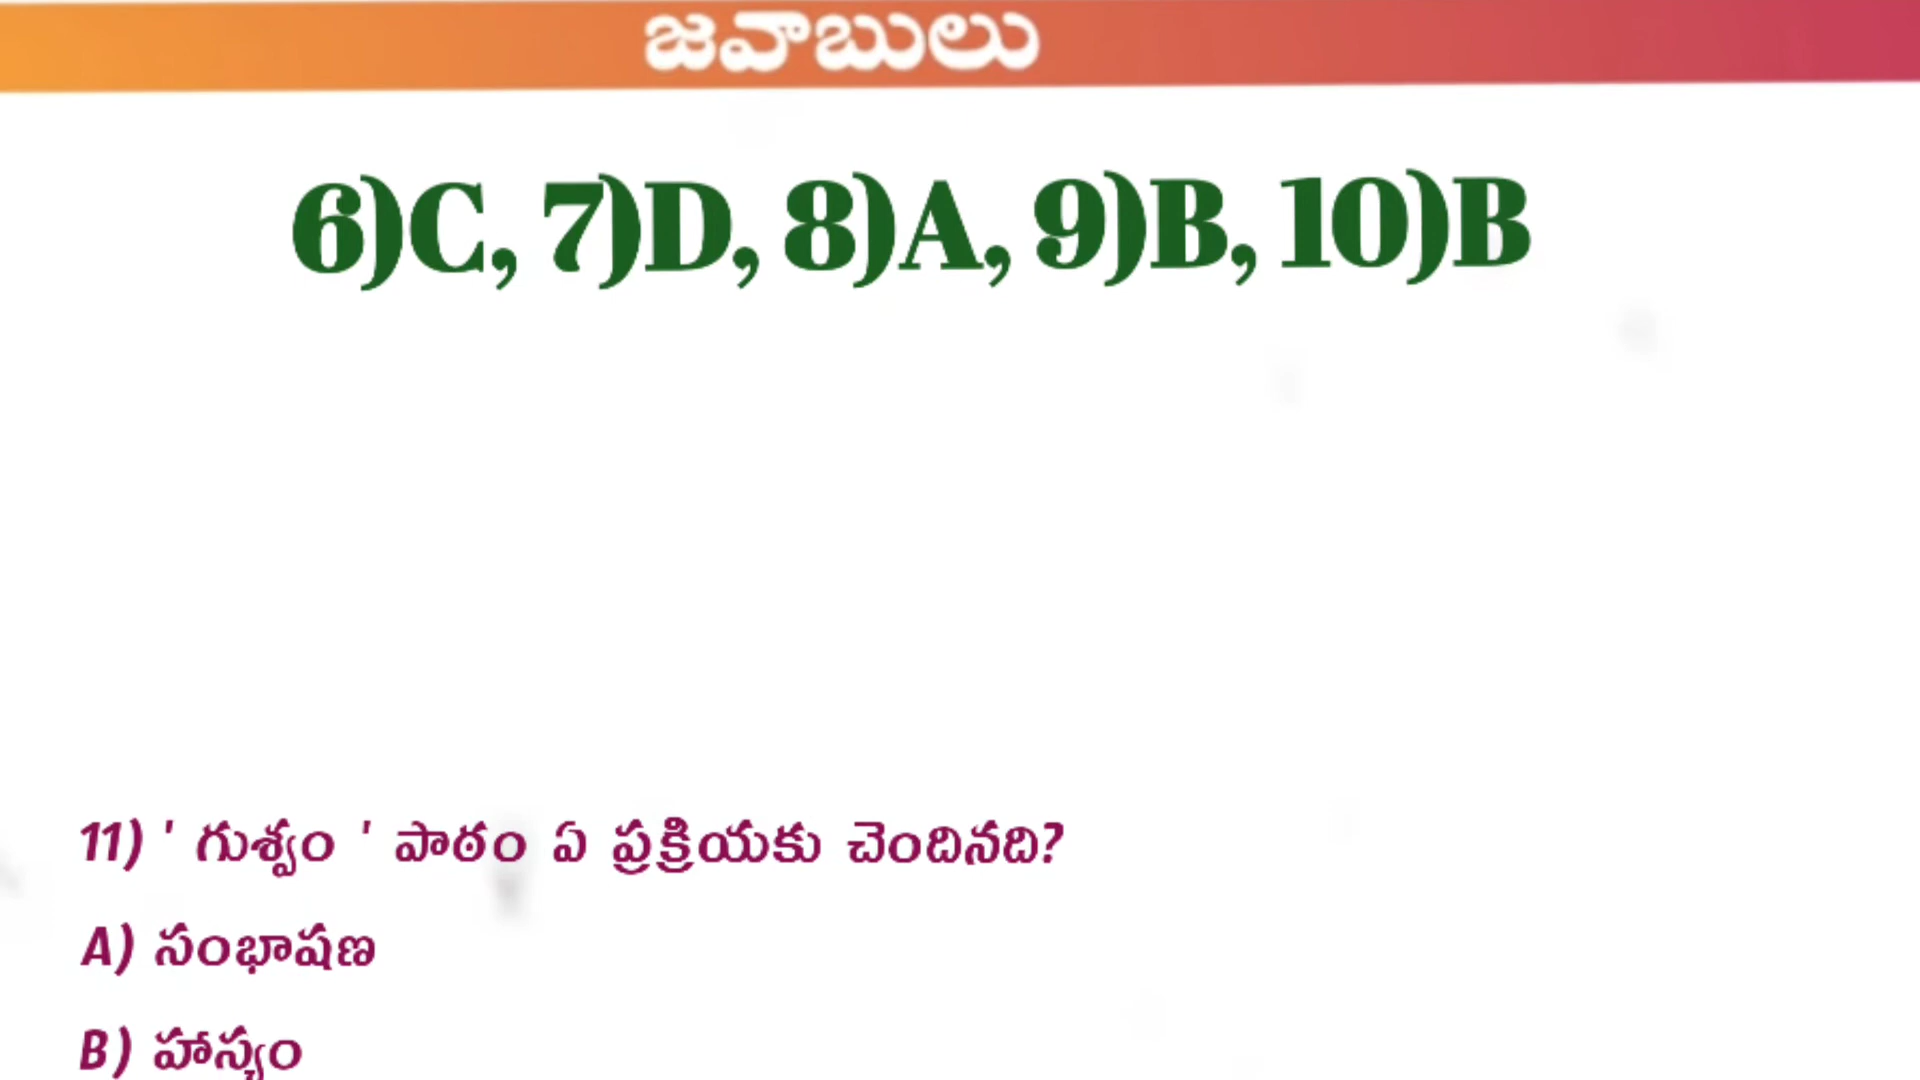 జవాబులు
6)C, 7)D, 8)A, 9)B, 10)B
11) ' గుశ్వం ' పాఠం ఏ ప్రక్రియకు చెందినది?
A) సంభాషణ
B) హాస్యం